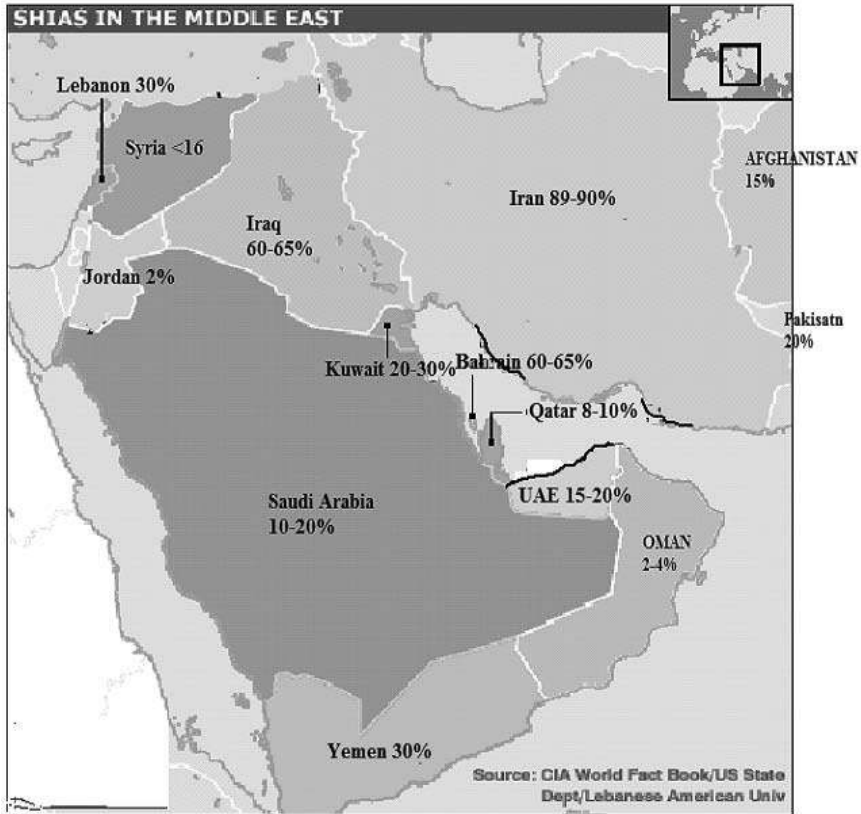 SHIAS IN THE MIDDLE EAST
Lebanon 30%
Syria <16
AFGHANISTAN
15%
Iran 89-90%
Iraq
60-65%
Jordan 2%
Pakisatn
20%
Kuwait 20-30%
Bahrain 60-65%
Qatar 8-10%
Saudi Arabia
10-20%
UAE 15-20%
OMAN
2-4%
Yemen 30%
Source: CIA World Fact Book/US State
Dept/Lebanese American Univ